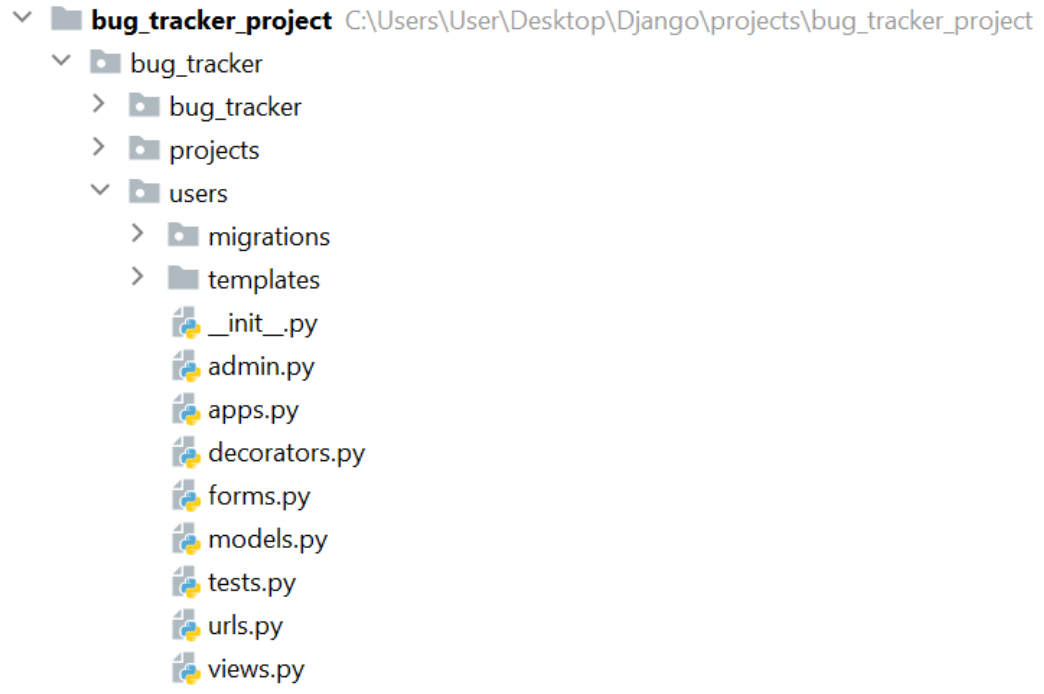 bug_tracker_project C:\Users\User\Desktop\Django\projects\bug_tracker_project
bug_tracker
bug_tracker
projects
users
migrations
templates
__init__.py
admin.py
apps.py
decorators.py
forms.py
models.py
tests.py
urls.py
views.py